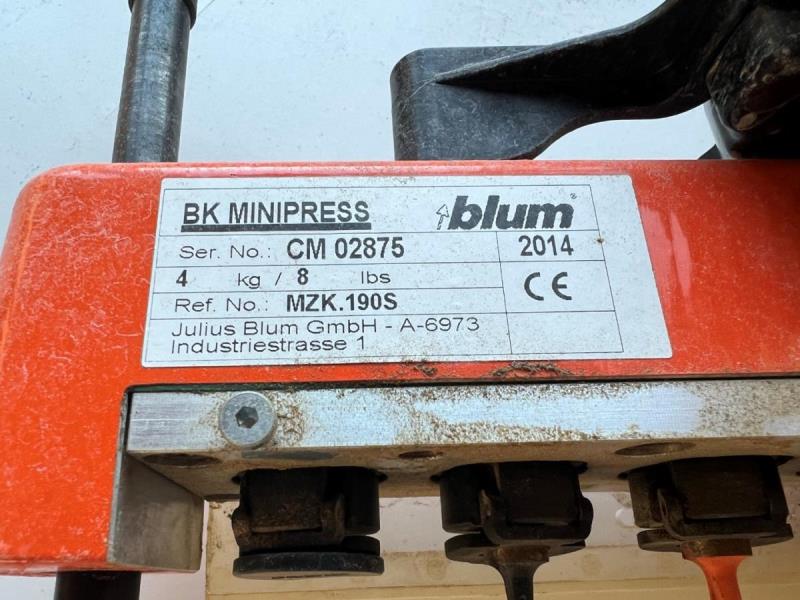 BK MINIPRESS blum®
Ser. No.: CM 02875 2014
4 kg / 8 lbs CE
Ref. No.: MZK.190S
Julius Blum GmbH - A-6973
Industriestrasse 1